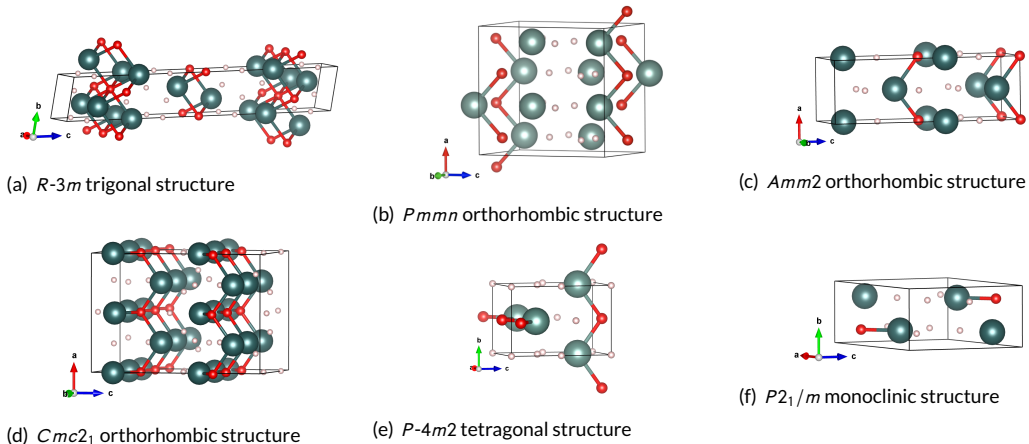 b
a
c
(a) R-3m trigonal structure
a
b
c
(b) Pmmn orthorhombic structure
a
b
c
(c) Amm2 orthorhombic structure
a
b
c
(d) Cmc2₁ orthorhombic structure
b
a
c
(e) P-4m2 tetragonal structure
b
a
c
(f) P2₁/m monoclinic structure